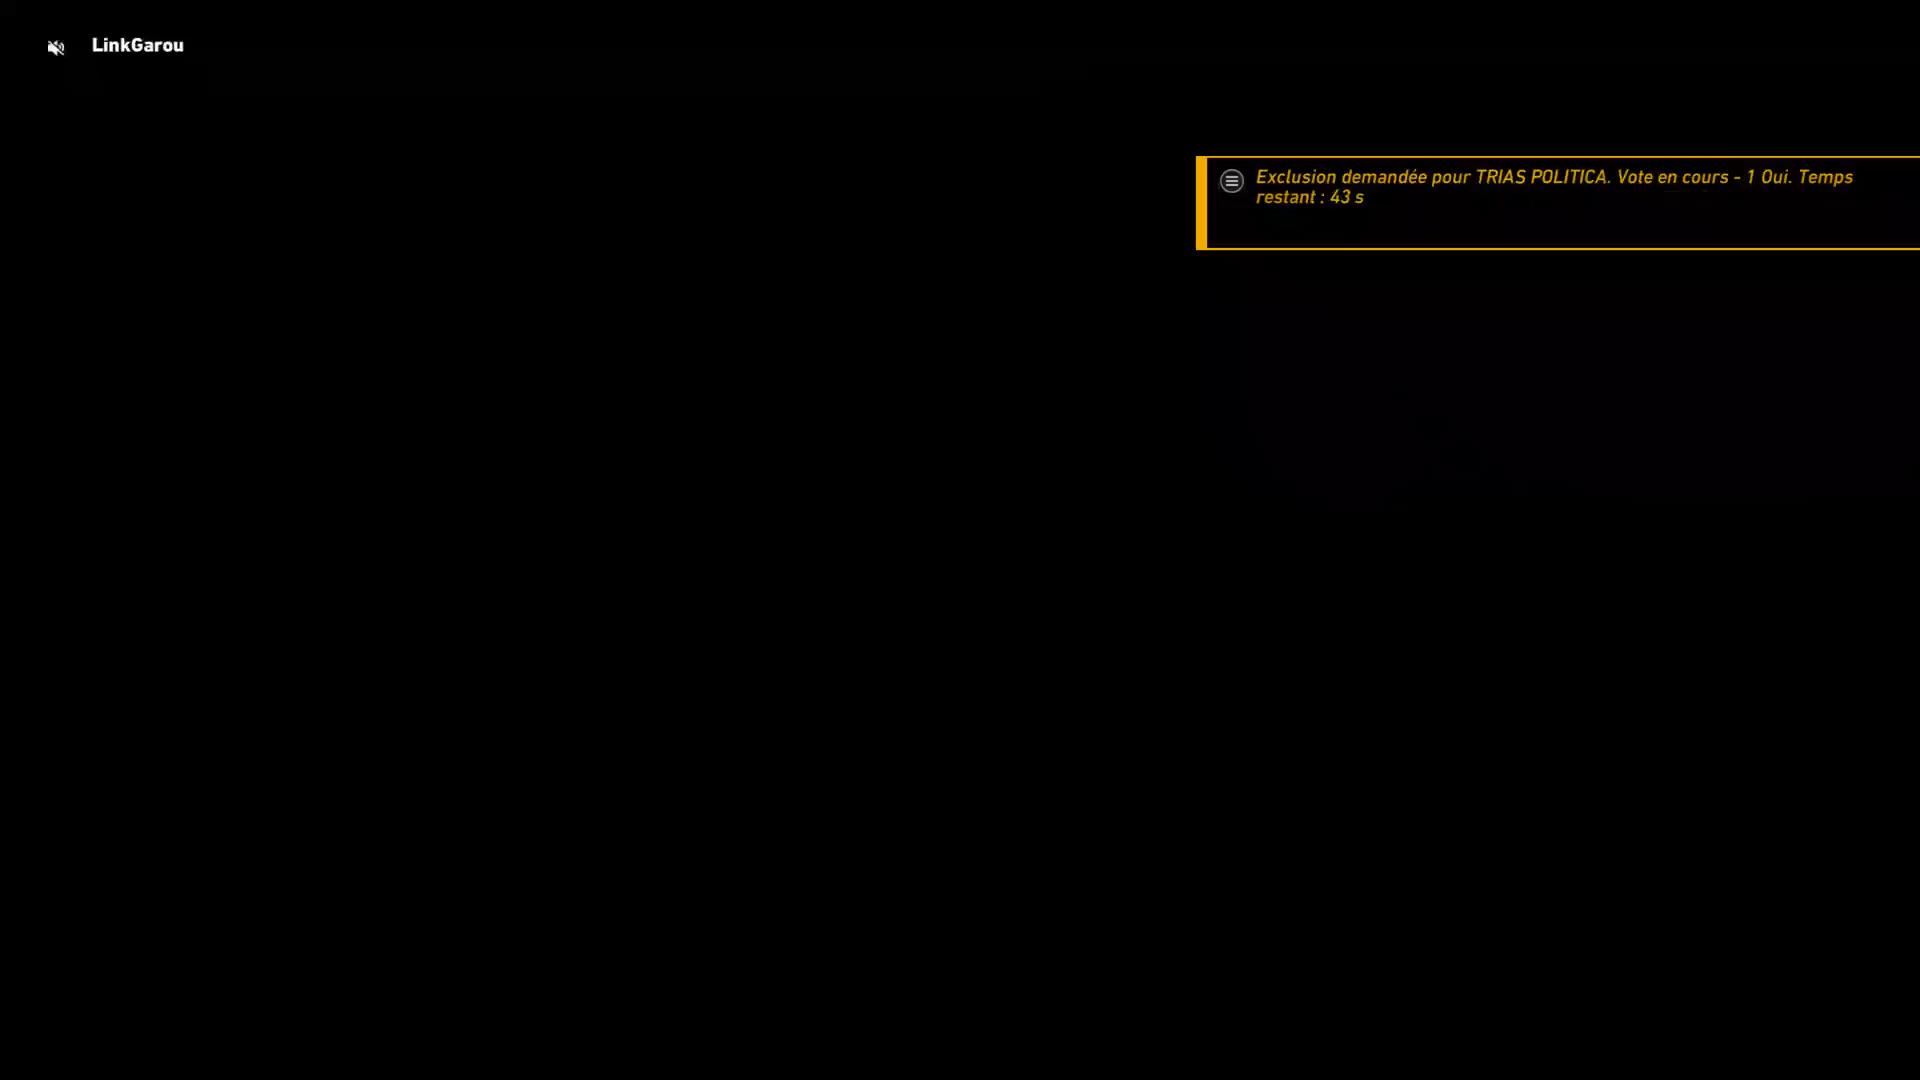 LinkGarou
Exclusion demandée pour TRIAS POLITICA. Vote en cours - 1 Oui. Temps
restant : 43 s